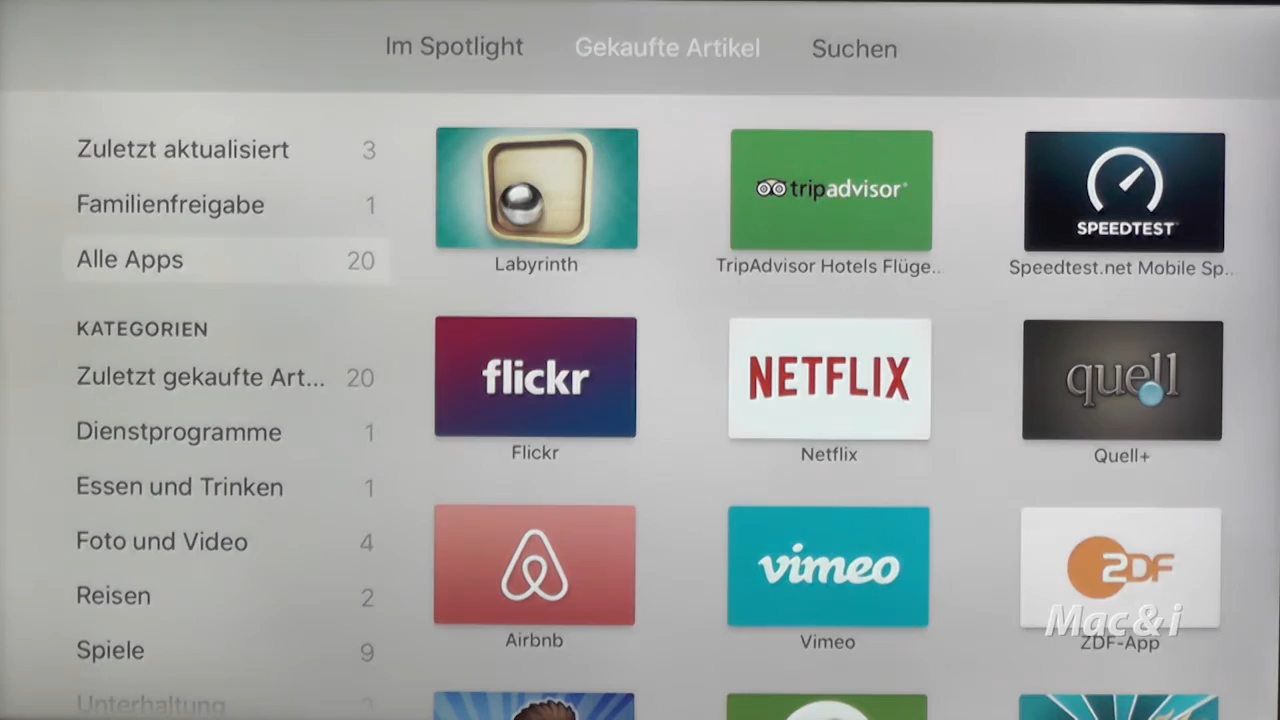 Im Spotlight
Gekaufte Artikel
Suchen
Zuletzt aktualisiert 3
Familienfreigabe 1
Alle Apps 20
KATEGORIEN
Zuletzt gekaufte Art... 20
Dienstprogramme 1
Essen und Trinken 1
Foto und Video 4
Reisen 2
Spiele 9
Unterhaltung
Labyrinth
tripadvisor
TripAdvisor Hotels Flüge...
SPEEDTEST
Speedtest.net Mobile Sp...
flickr
Flickr
NETFLIX
Netflix
quell
Quell+
Airbnb
vimeo
Vimeo
ZDF
Mac & i
ZDF-App